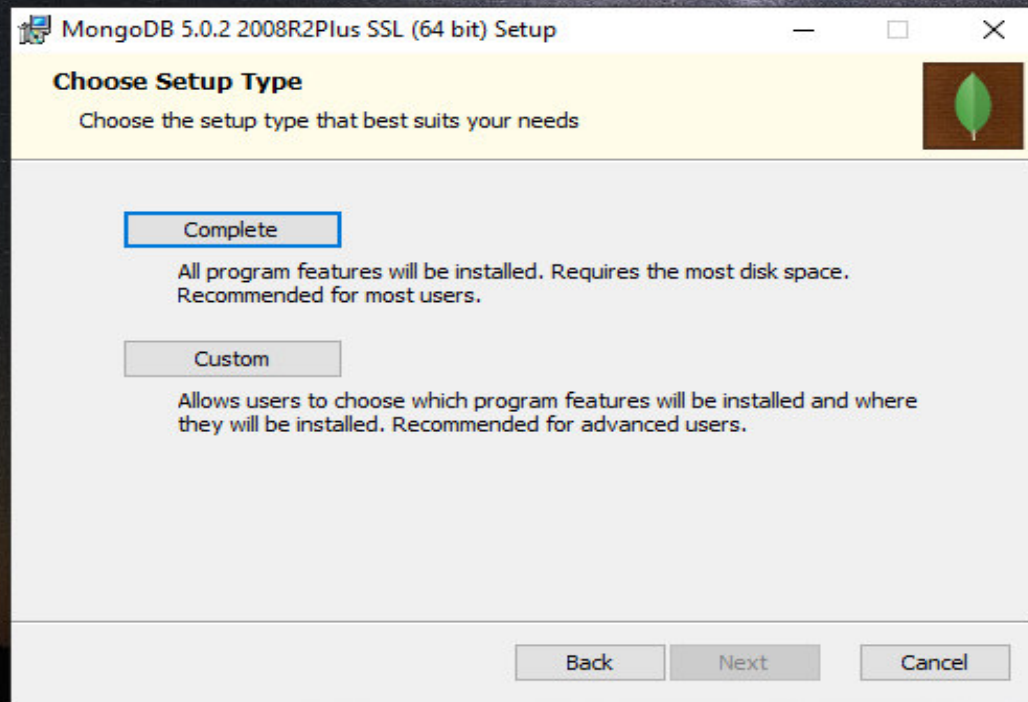 MongoDB 5.0.2 2008R2Plus SSL (64 bit) Setup
Choose Setup Type
Choose the setup type that best suits your needs
Complete
All program features will be installed. Requires the most disk space.
Recommended for most users.
Custom
Allows users to choose which program features will be installed and where
they will be installed. Recommended for advanced users.
Back Next Cancel